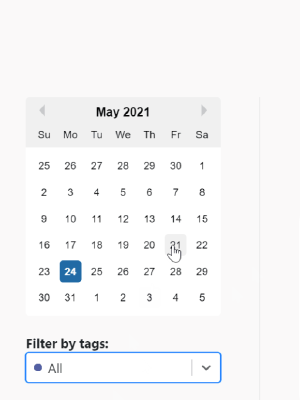 May 2021
Su Mo Tu We Th Fr Sa
25 26 27 28 29 30 1
2 3 4 5 6 7 8
9 10 11 12 13 14 15
16 17 18 19 20 21 22
23 24 25 26 27 28 29
30 31 1 2 3 4 5
Filter by tags:
All